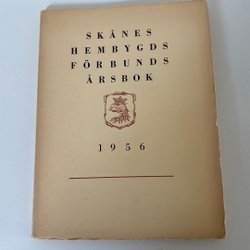 SKÅNES
HEMBYGDS
FÖRBUNDS
ÅRSBOK
1956